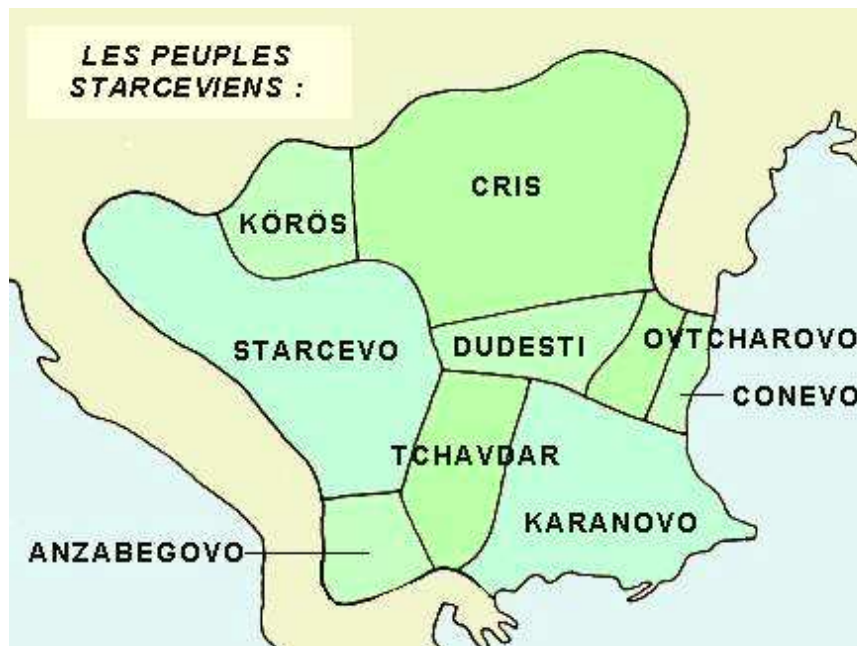 LES PEUPLES
STARCEVIENS :
CRIS
KÖRÖS
STARCEVO
DUDESTI
OVTCHAROVO
CONEVO
TCHAVDAR
KARANOVO
ANZABEGOVO